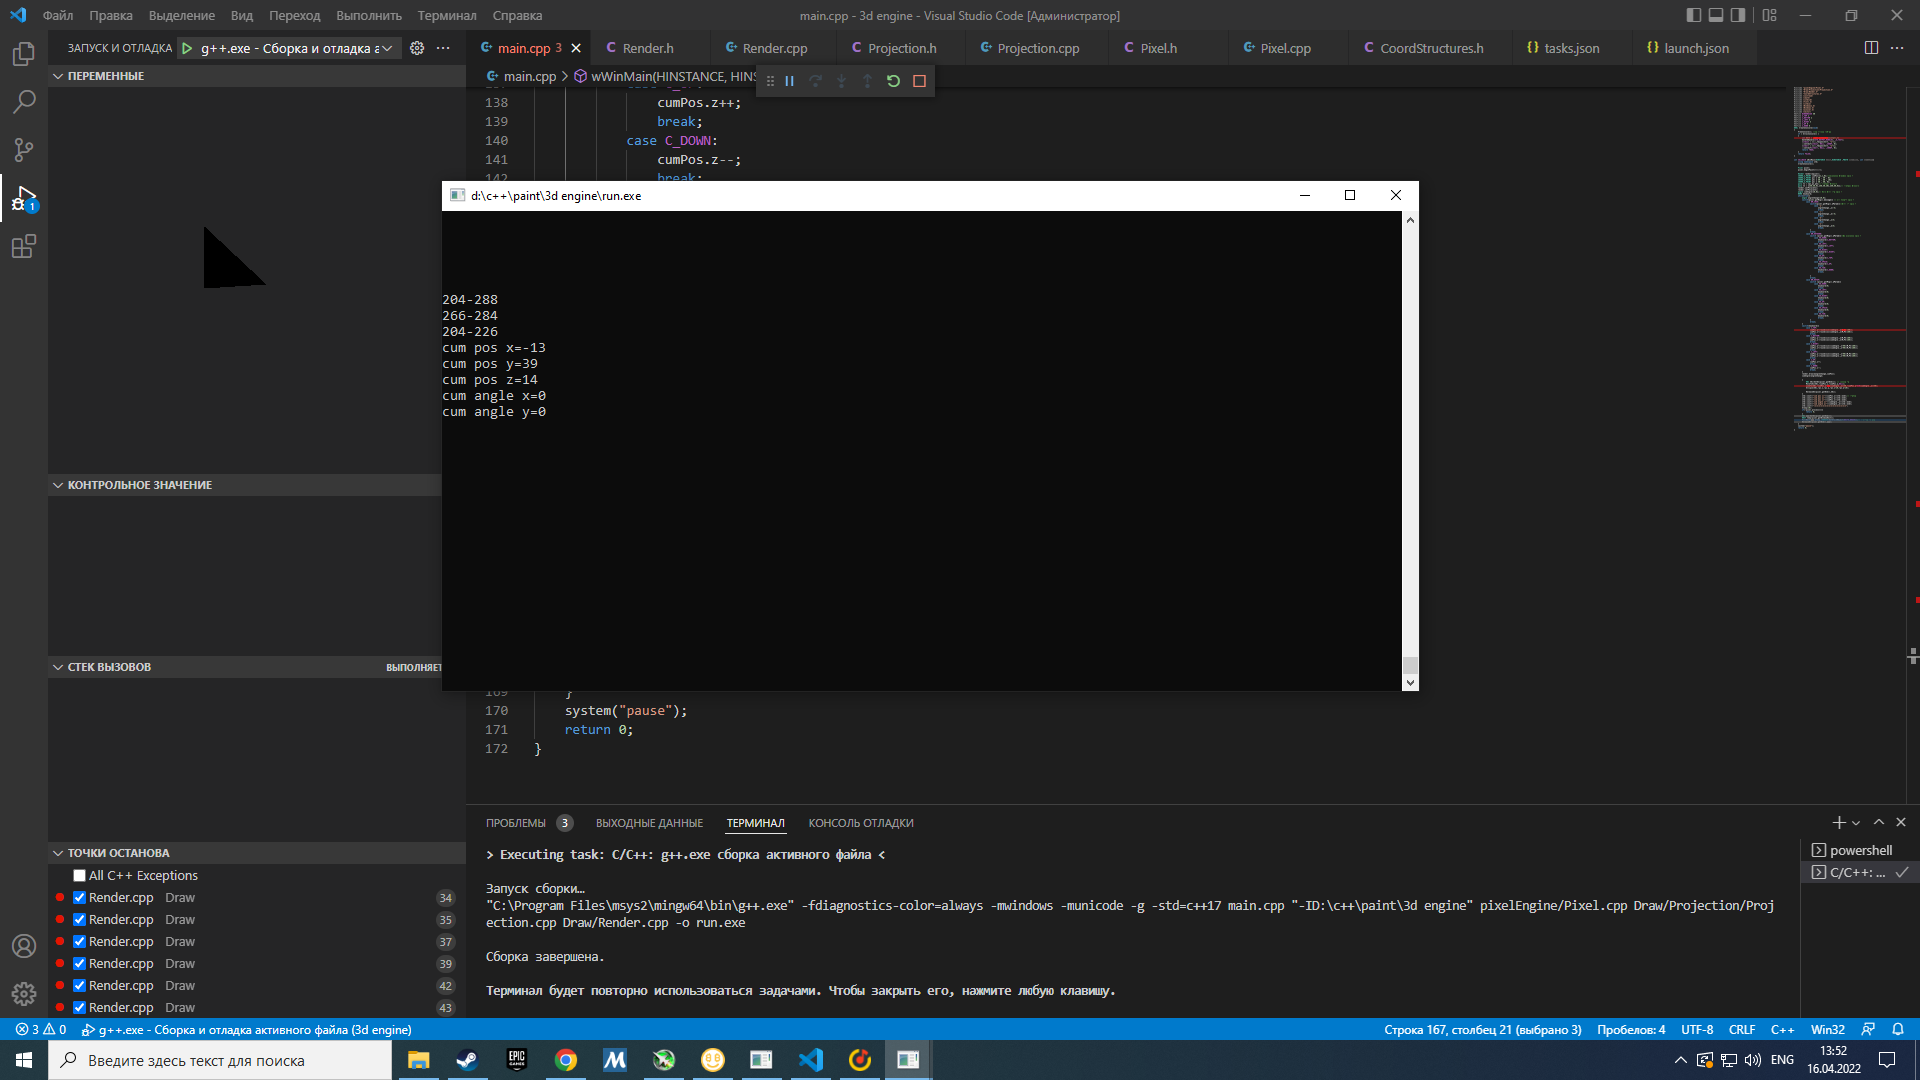 Файл Правка Выделение Вид Переход Выполнить Терминал Справка
main.cpp - 3d engine - Visual Studio Code [Администратор]
ЗАПУСК И ОТЛАДКА
g++.exe - Сборка и отладка а
main.cpp 3
Render.h
Render.cpp
Projection.h
Projection.cpp
Pixel.h
Pixel.cpp
CoordStructures.h
tasks.json
launch.json
ПЕРЕМЕННЫЕ
main.cpp > wWinMain(HINSTANCE, HINS
138 cumPos.z++;
139 break;
140 case C_DOWN:
141 cumPos.z--;
142 break;
d:\c++\paint\3d engine\run.exe
204-288
266-284
204-226
cum pos x=-13
cum pos y=39
cum pos z=14
cum angle x=0
cum angle y=0
КОНТРОЛЬНОЕ ЗНАЧЕНИЕ
СТЕК ВЫЗОВОВ
ВЫПОЛНЯЕТ
169 }
170 system("pause");
171 return 0;
172 }
ПРОБЛЕМЫ 3
ВЫХОДНЫЕ ДАННЫЕ
ТЕРМИНАЛ
КОНСОЛЬ ОТЛАДКИ
> Executing task: C/C++: g++.exe сборка активного файла <
Запуск сборки…
"C:\Program Files\msys2\mingw64\bin\g++.exe" -fdiagnostics-color=always -mwindows -municode -g -std=c++17 main.cpp "-ID:\c++\paint\3d engine" pixelEngine/Pixel.cpp Draw/Projection/Proj
ection.cpp Draw/Render.cpp -o run.exe
Сборка завершена.
Терминал будет повторно использоваться задачами. Чтобы закрыть его, нажмите любую клавишу.
powershell
C/C++: ...
ТОЧКИ ОСТАНОВА
All C++ Exceptions
Render.cpp Draw 34
Render.cpp Draw 35
Render.cpp Draw 37
Render.cpp Draw 39
Render.cpp Draw 42
Render.cpp Draw 43
1
3 0
g++.exe - Сборка и отладка активного файла (3d engine)
Строка 167, столбец 21 (выбрано 3)
Пробелов: 4
UTF-8
CRLF
C++
Win32
Введите здесь текст для поиска
EPIC GAMES
ENG
13:52
16.04.2022